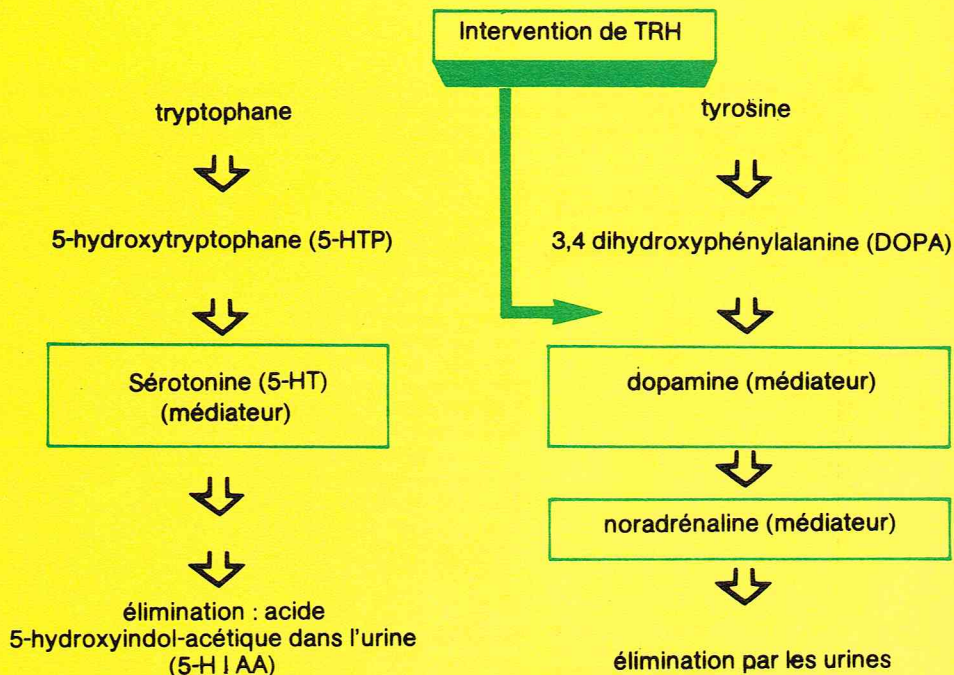 Intervention de TRH
tryptophane
5-hydroxytryptophane (5-HTP)
Sérotonine (5-HT)
(médiateur)
élimination : acide
5-hydroxyindol-acétique dans l'urine
(5-H I AA)
tyrosine
3,4 dihydroxyphénylalanine (DOPA)
dopamine (médiateur)
noradrénaline (médiateur)
élimination par les urines